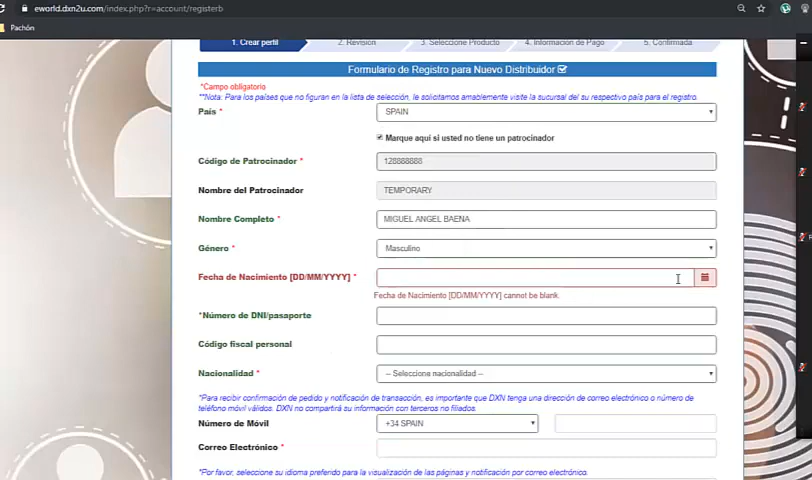 eworld.dxn2u.com/index.php?r=account/registerb
Pachón
1. Crear perfil 2. Revisión 3. Seleccione Producto 4. Información de Pago 5. Confirmada
Formulario de Registro para Nuevo Distribuidor
*Campo obligatorio
**Nota: Para los países que no figuran en la lista de selección, le solicitamos amablemente visite la sucursal del su respectivo país para el registro.
País * SPAIN
Marque aquí si usted no tiene un patrocinador
Código de Patrocinador * 128888888
Nombre del Patrocinador TEMPORARY
Nombre Completo * MIGUEL ANGEL BAENA
Género * Masculino
Fecha de Nacimiento [DD/MM/YYYY] *
Fecha de Nacimiento [DD/MM/YYYY] cannot be blank.
*Número de DNI/pasaporte
Código fiscal personal
Nacionalidad * -- Seleccione nacionalidad --
*Para recibir confirmación de pedido y notificación de transacción, es importante que DXN tenga una dirección de correo electrónico o número de
teléfono móvil válidos. DXN no compartirá su información con terceros no filiados.
Número de Móvil +34 SPAIN
Correo Electrónico *
*Por favor, seleccione su idioma preferido para la visualización de las páginas y notificación por correo electrónico.